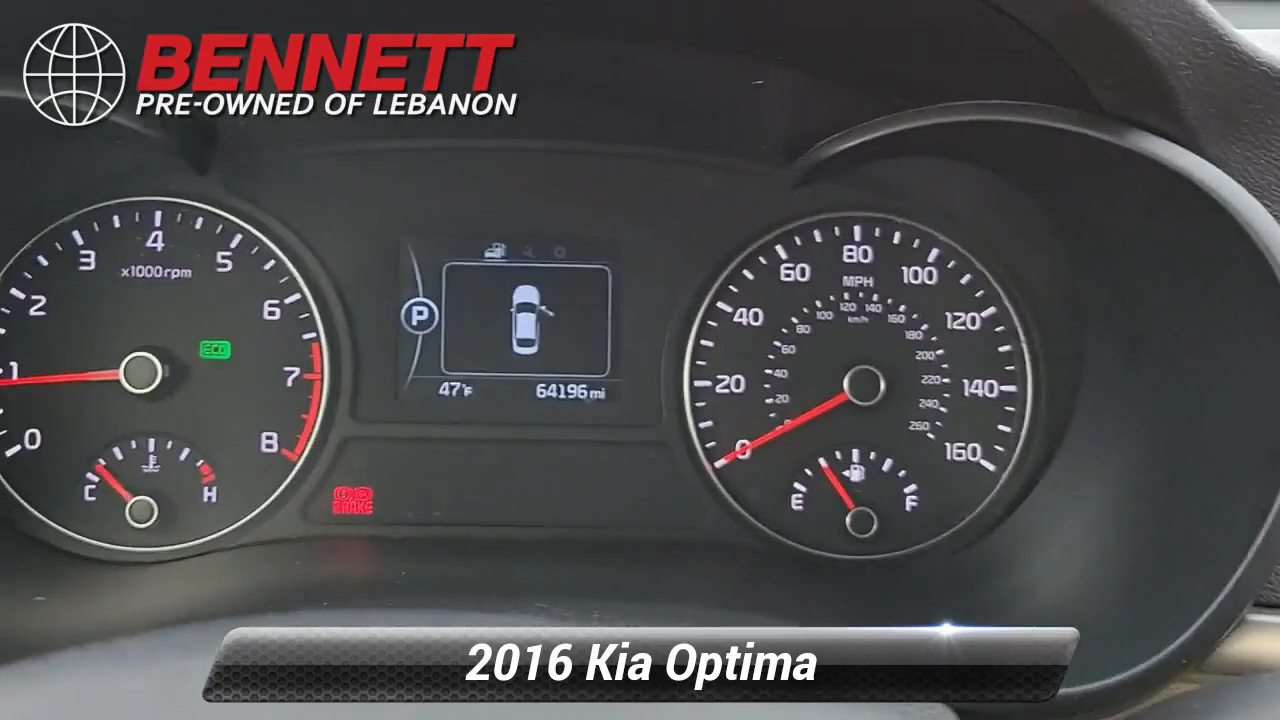 BENNETT
PRE-OWNED OF LEBANON
0 1 2 3 4 5 6 7 8
x1000rpm
ECO
C H
P
47°F 64196 mi
BRAKE
0 20 40 60 80 100 120 140 160
MPH
20 40 60 80 100 120 140 160 180 200 220 240 260
km/h
E F
2016 Kia Optima